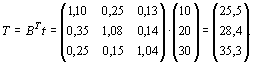 T = Bᵀt = (1,10 0,25 0,13) (10) (25,5)
(0,35 1,08 0,14) · (20) = (28,4)
(0,25 0,15 1,04) (30) (35,3)